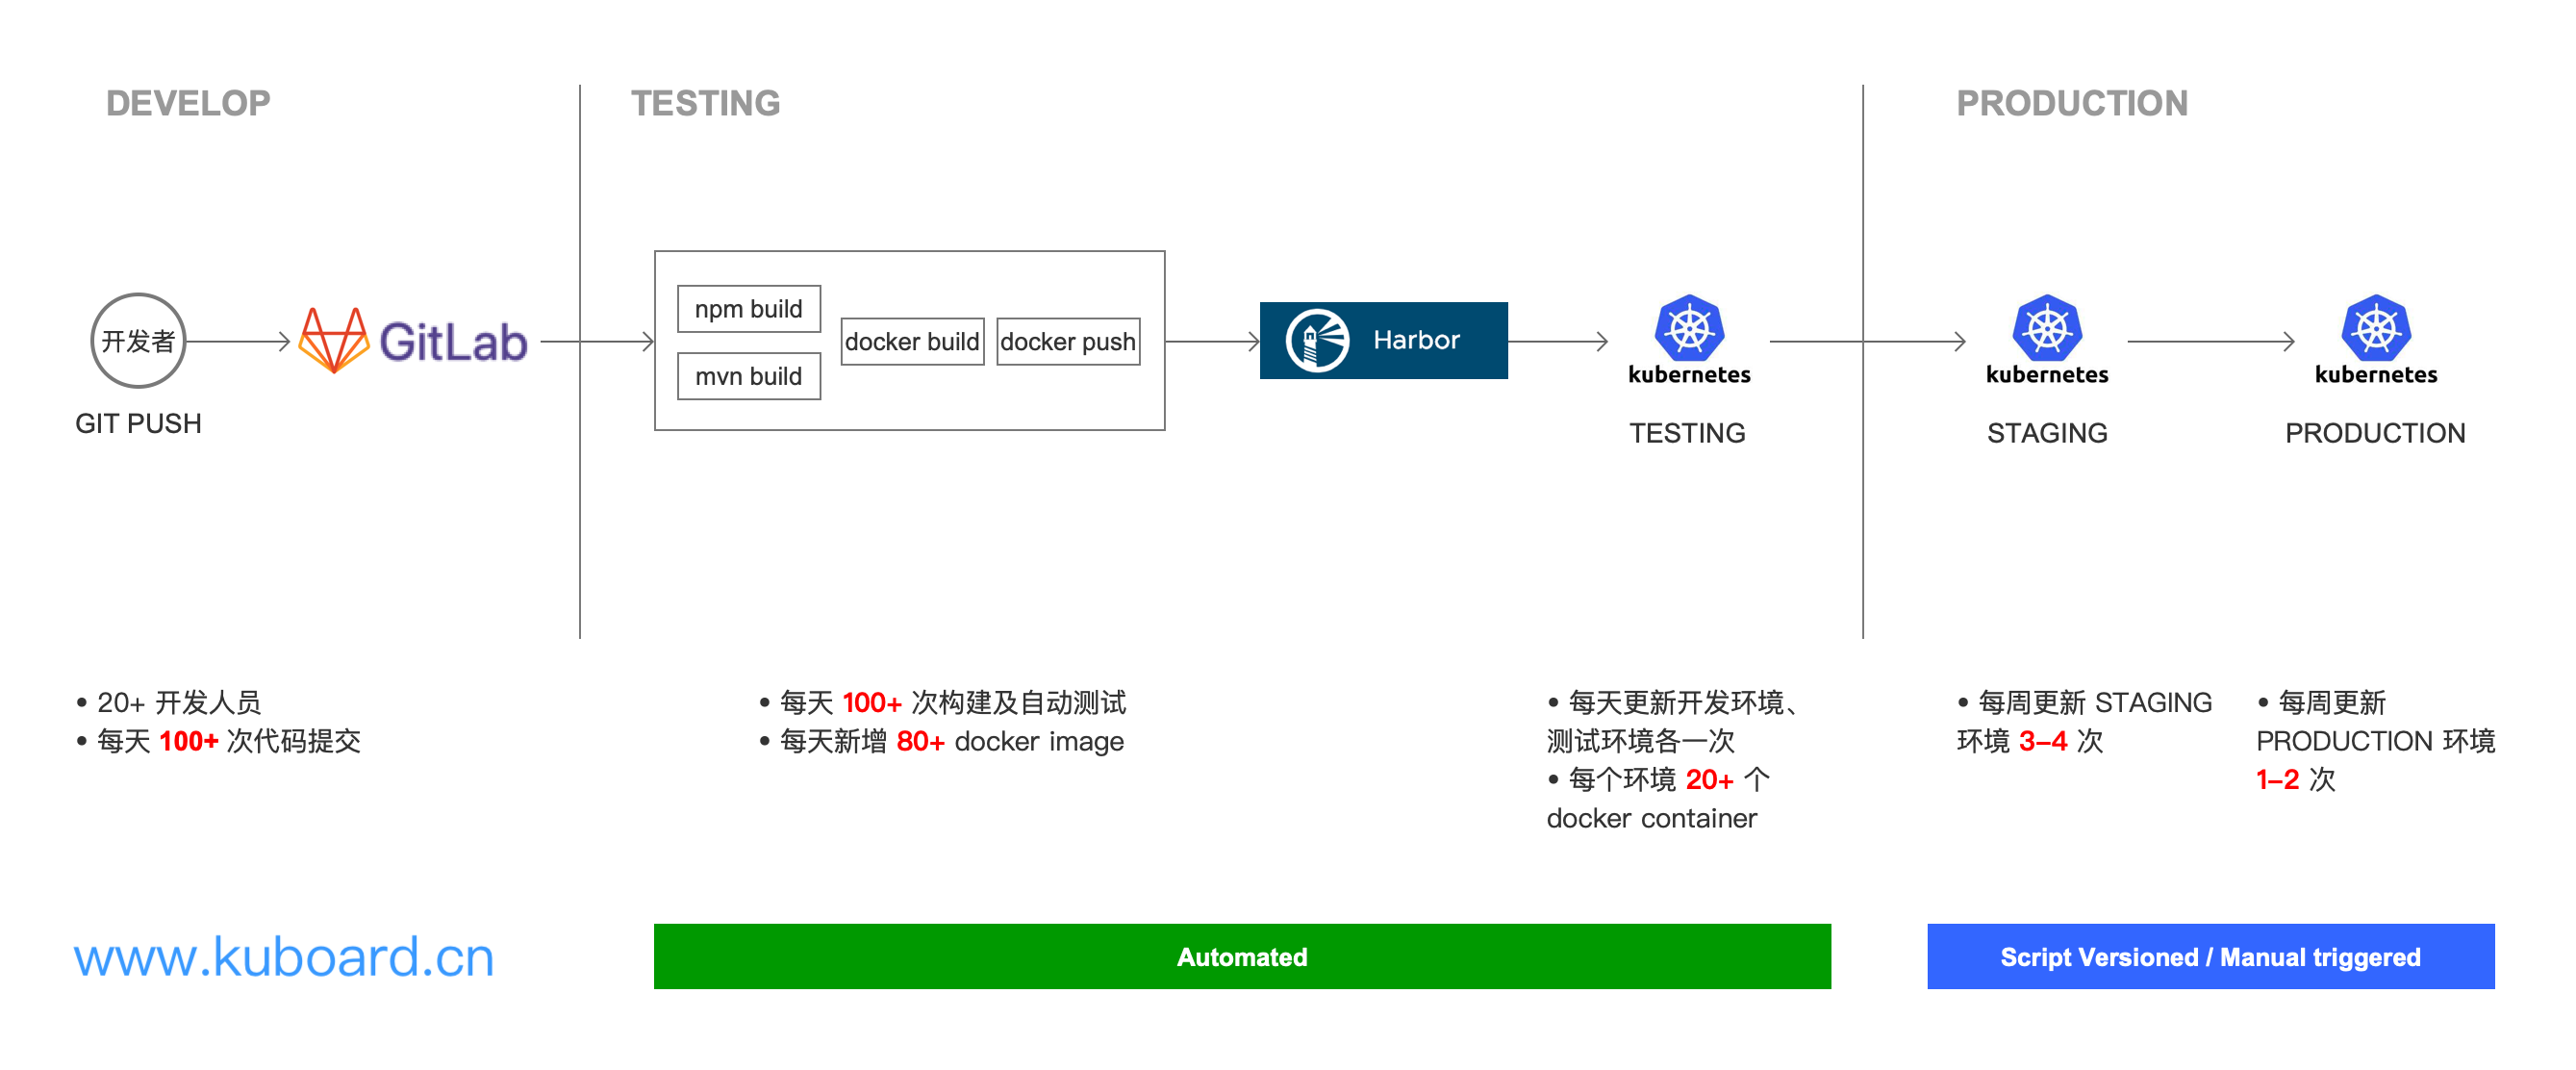 DEVELOP
TESTING
PRODUCTION
开发者
GIT PUSH
GitLab
npm build
mvn build
docker build
docker push
Harbor
kubernetes
TESTING
kubernetes
STAGING
kubernetes
PRODUCTION
• 20+ 开发人员
• 每天 100+ 次代码提交
• 每天 100+ 次构建及自动测试
• 每天新增 80+ docker image
• 每天更新开发环境、
测试环境各一次
• 每个环境 20+ 个
docker container
• 每周更新 STAGING
环境 3–4 次
• 每周更新
PRODUCTION 环境
1–2 次
www.kuboard.cn
Automated
Script Versioned / Manual triggered